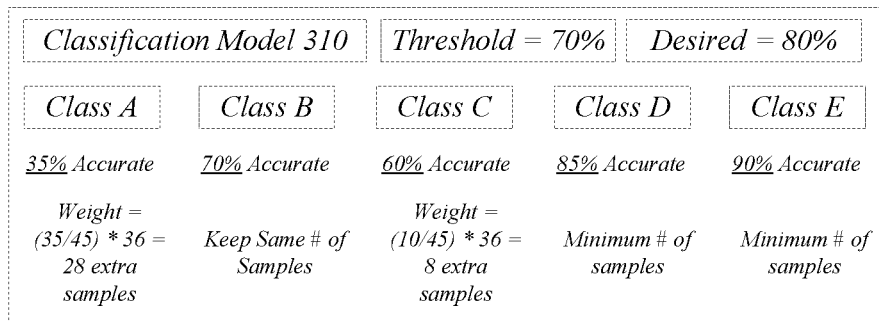 Classification Model 310
Threshold = 70%
Desired = 80%
Class A
Class B
Class C
Class D
Class E
35% Accurate
70% Accurate
60% Accurate
85% Accurate
90% Accurate
Weight =
(35/45) * 36 =
28 extra
samples
Keep Same # of
Samples
Weight =
(10/45) * 36 =
8 extra
samples
Minimum # of
samples
Minimum # of
samples